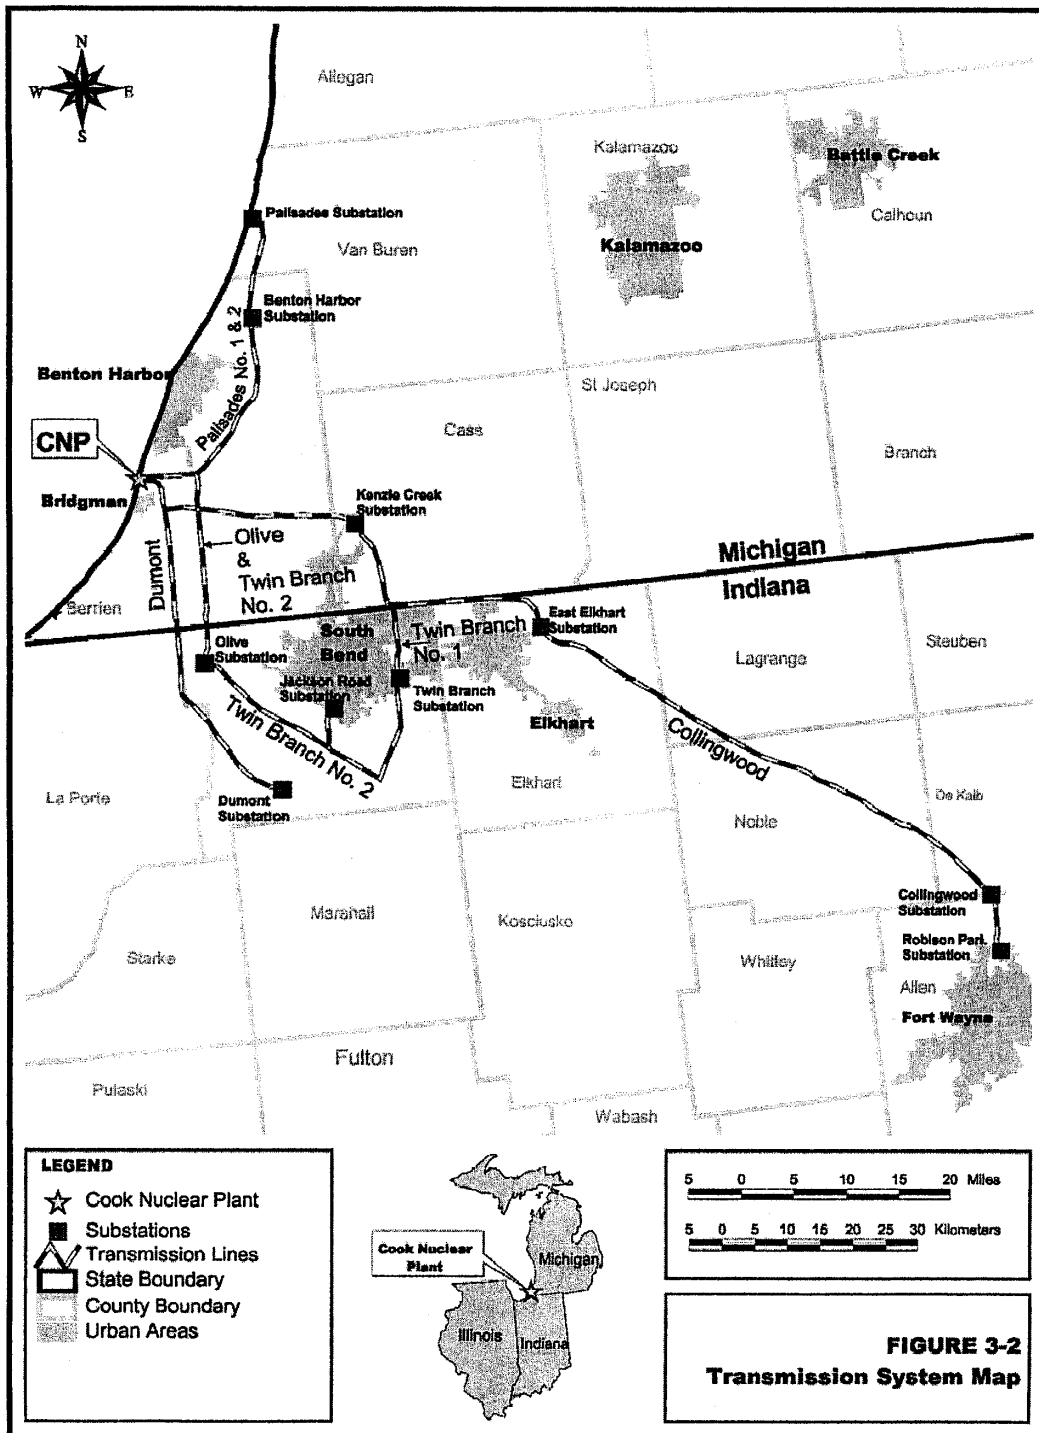 N
W E
S
Allegan
Kalamazoo
Battle Creek
Calhoun
Palisades Substation
Van Buren
Kalamazoo
Benton Harbor
Substation
Palisades No. 1 & 2
Benton Harbor
St Joseph
Cass
CNP
Branch
Bridgman
Kenzie Creek
Substation
Olive
&
Twin Branch
No. 2
Dumont
Michigan
Indiana
Berrien
South
Bend
Twin Branch
No. 1
East Elkhart
Substation
Steuben
Lagrange
Olive
Substation
Jackson Road
Substation
Twin Branch
Substation
Elkhart
Twin Branch No. 2
Collingwood
Elkhart
La Porte
Dumont
Substation
De Kalb
Noble
Collingwood
Substation
Marshall
Kosciusko
Robison Park
Substation
Starke
Whitley
Allen
Fort Wayne
Fulton
Pulaski
Wabash
LEGEND
Cook Nuclear Plant
Substations
Transmission Lines
State Boundary
County Boundary
Urban Areas
Cook Nuclear
Plant
Michigan
Illinois
Indiana
5 0 5 10 15 20 Miles
5 0 5 10 15 20 25 30 Kilometers
FIGURE 3-2
Transmission System Map